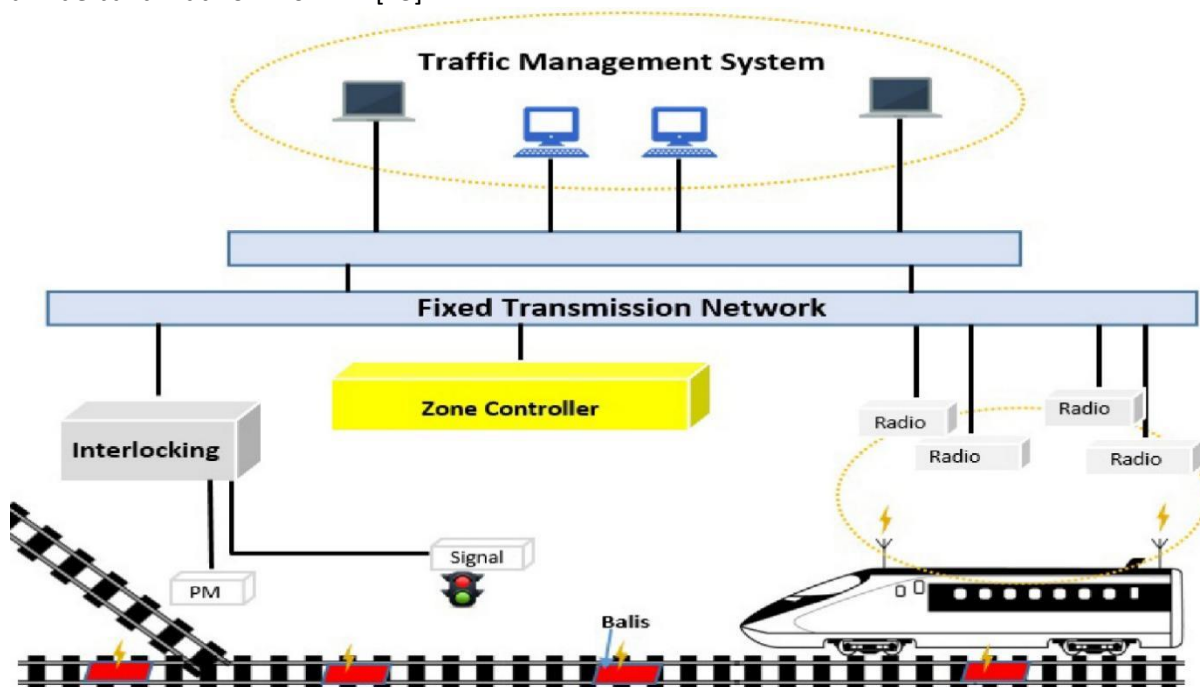 Traffic Management System
Fixed Transmission Network
Zone Controller
Interlocking
Radio
Radio
Radio
Radio
Signal
PM
Balis